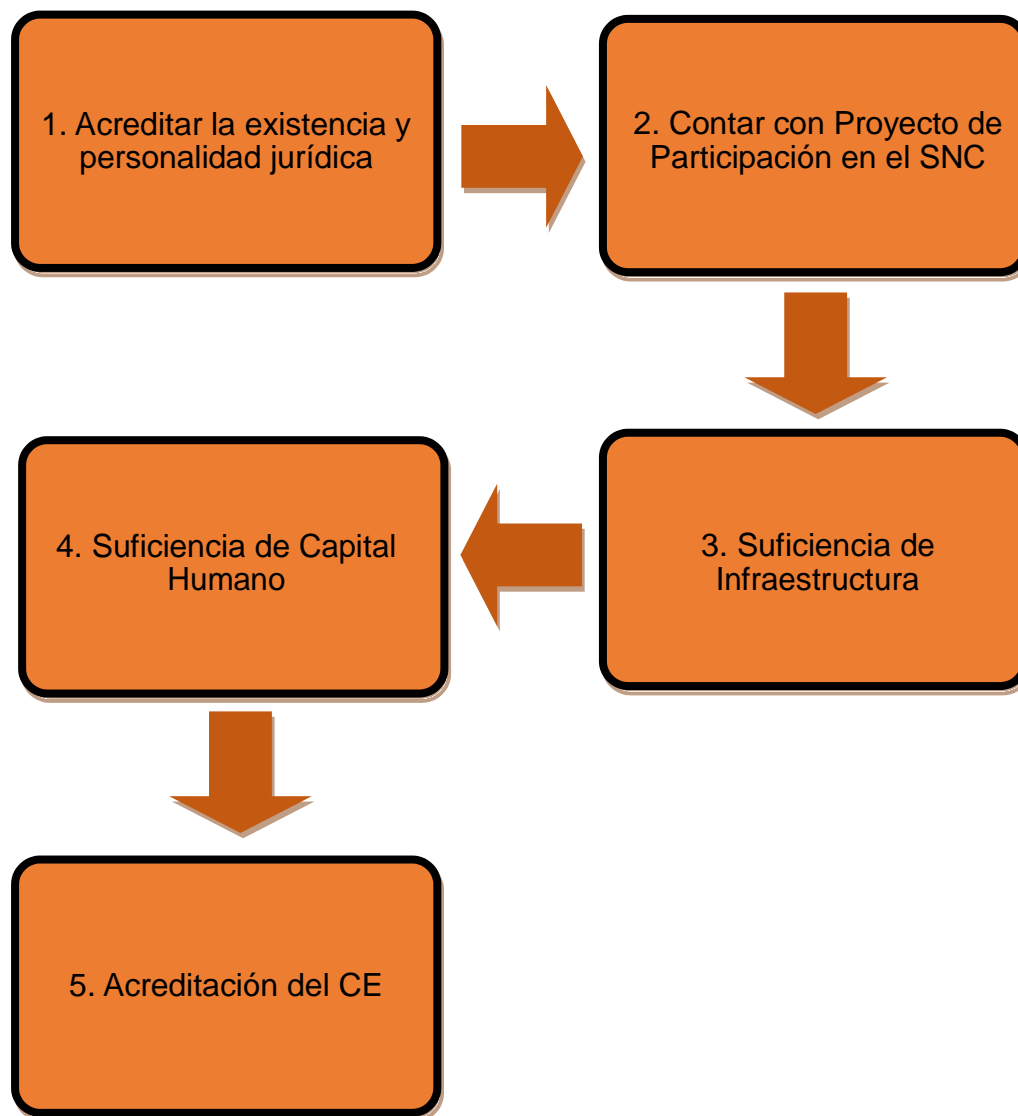 1. Acreditar la existencia y
personalidad jurídica
2. Contar con Proyecto de
Participación en el SNC
3. Suficiencia de
Infraestructura
4. Suficiencia de Capital
Humano
5. Acreditación del CE